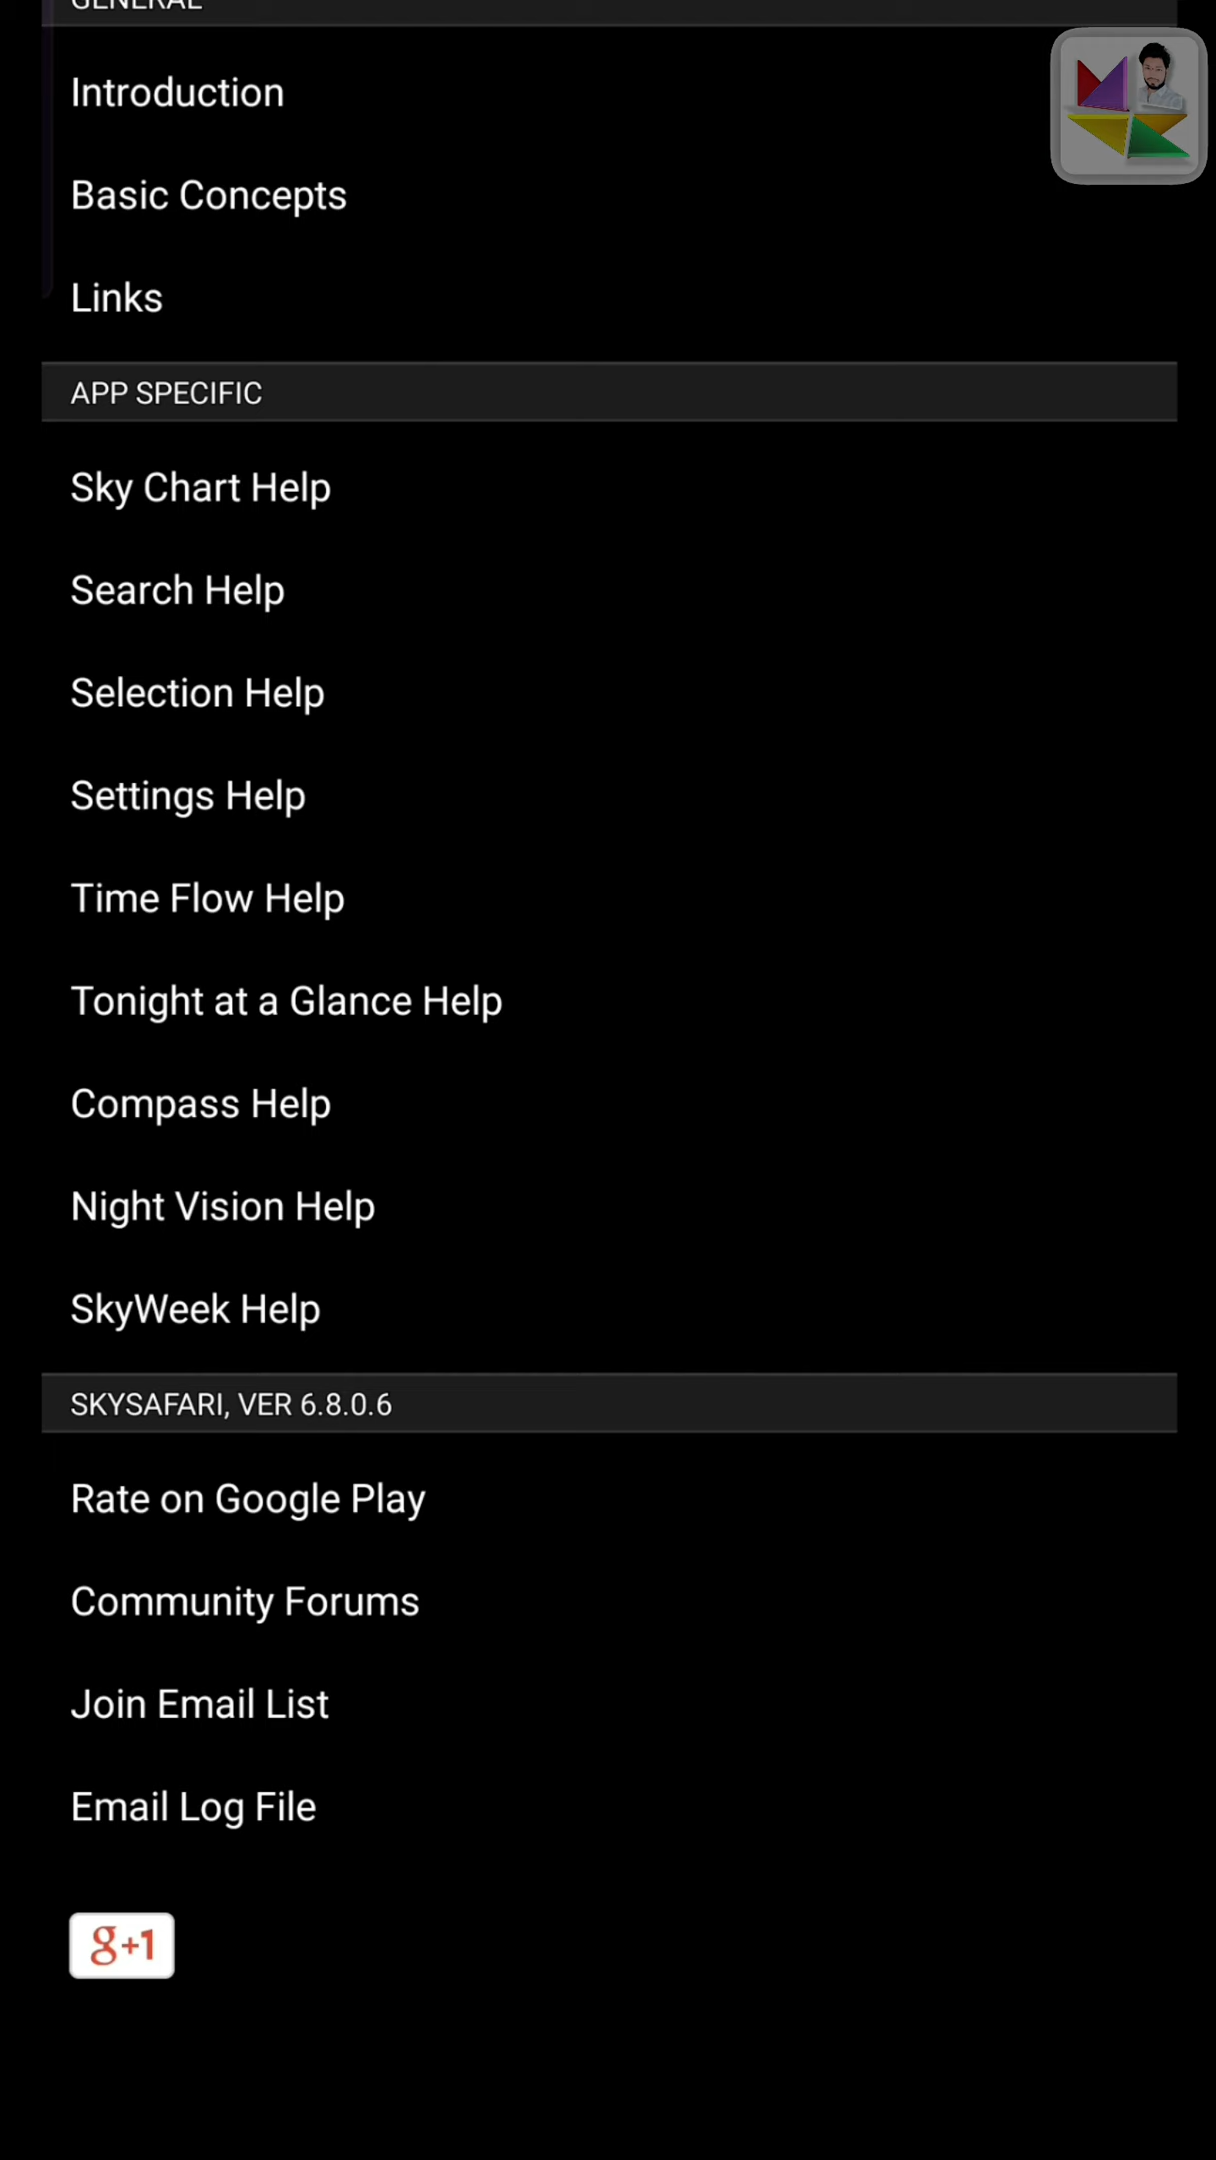 GENERAL
Introduction
Basic Concepts
Links
APP SPECIFIC
Sky Chart Help
Search Help
Selection Help
Settings Help
Time Flow Help
Tonight at a Glance Help
Compass Help
Night Vision Help
SkyWeek Help
SKYSAFARI, VER 6.8.0.6
Rate on Google Play
Community Forums
Join Email List
Email Log File
g+1